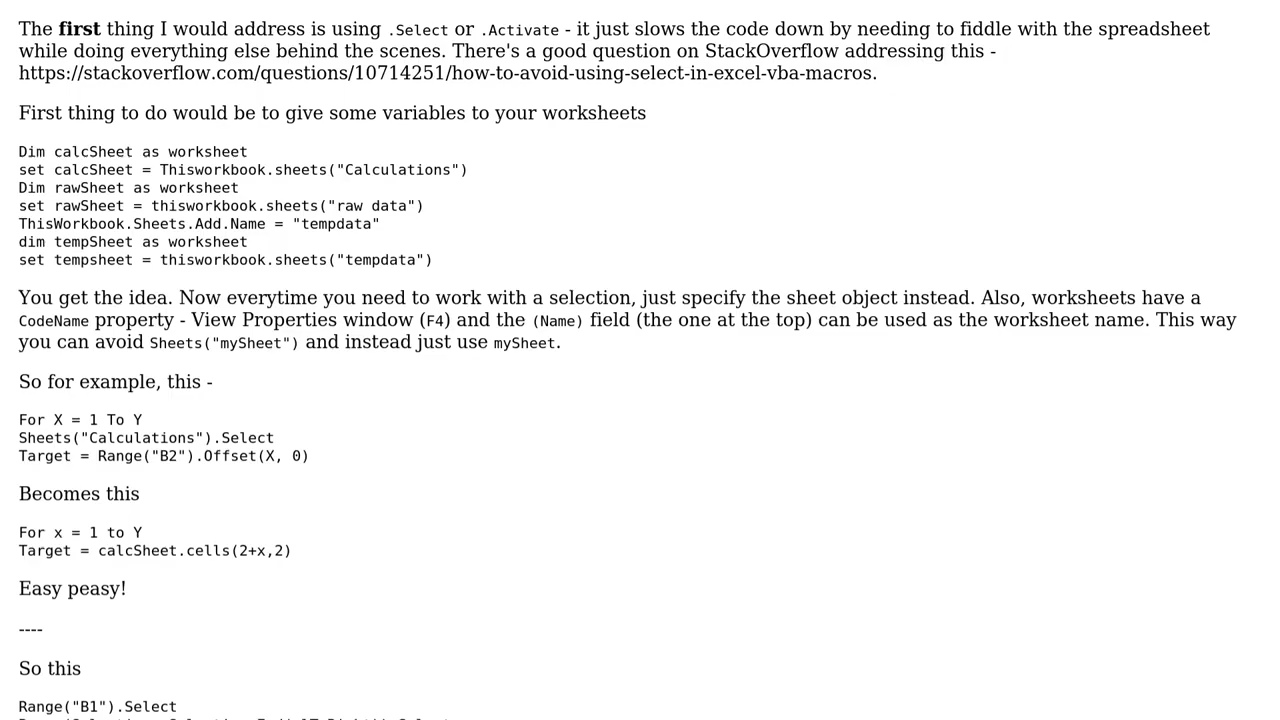 The first thing I would address is using .Select or .Activate - it just slows the code down by needing to fiddle with the spreadsheet
while doing everything else behind the scenes. There's a good question on StackOverflow addressing this -
https://stackoverflow.com/questions/10714251/how-to-avoid-using-select-in-excel-vba-macros.
First thing to do would be to give some variables to your worksheets
Dim calcSheet as worksheet
set calcSheet = Thisworkbook.sheets("Calculations")
Dim rawSheet as worksheet
set rawSheet = thisworkbook.sheets("raw data")
ThisWorkbook.Sheets.Add.Name = "tempdata"
dim tempSheet as worksheet
set tempsheet = thisworkbook.sheets("tempdata")
You get the idea. Now everytime you need to work with a selection, just specify the sheet object instead. Also, worksheets have a
CodeName property - View Properties window (F4) and the (Name) field (the one at the top) can be used as the worksheet name. This way
you can avoid Sheets("mySheet") and instead just use mySheet.
So for example, this -
For X = 1 To Y
Sheets("Calculations").Select
Target = Range("B2").Offset(X, 0)
Becomes this
For x = 1 to Y
Target = calcSheet.cells(2+x,2)
Easy peasy!
----
So this
Range("B1").Select